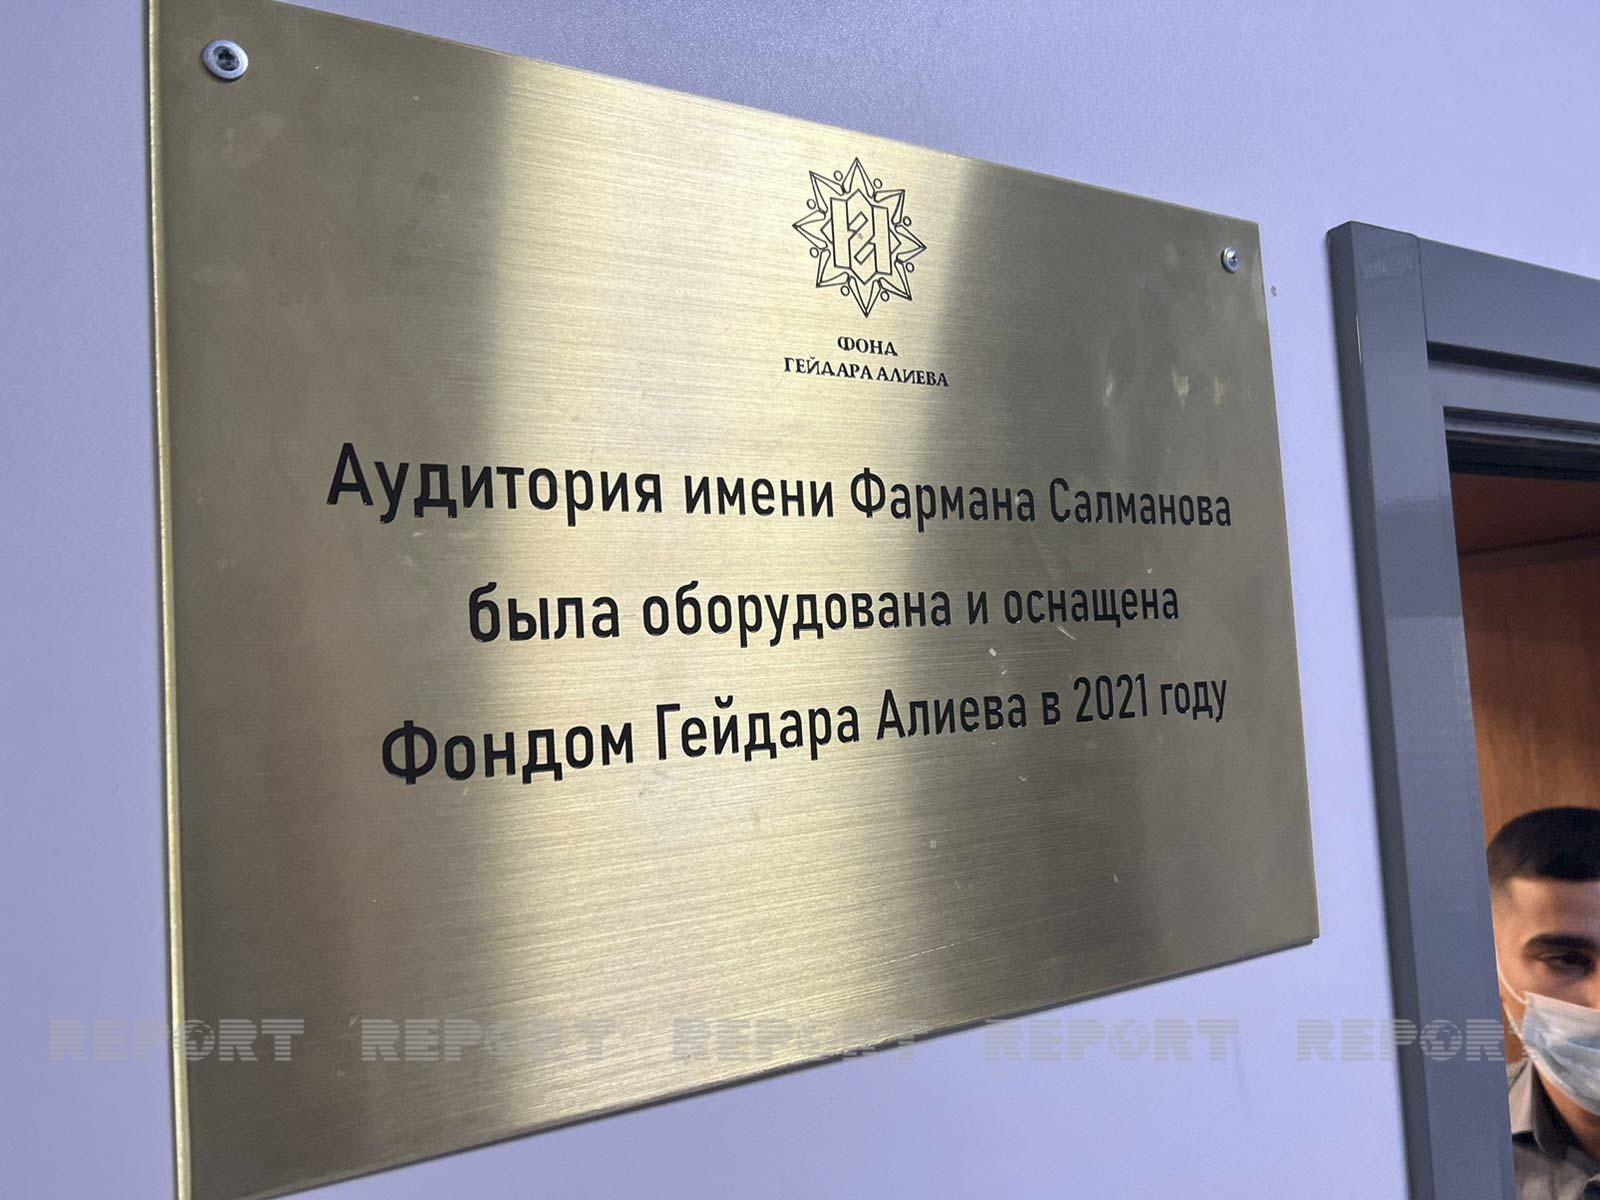 ФОНД
ГЕЙДАРА АЛИЕВА
Аудитория имени Фармана Салманова
была оборудована и оснащена
Фондом Гейдара Алиева в 2021 году
REPORT REPORT REPORT REPORT REPORT